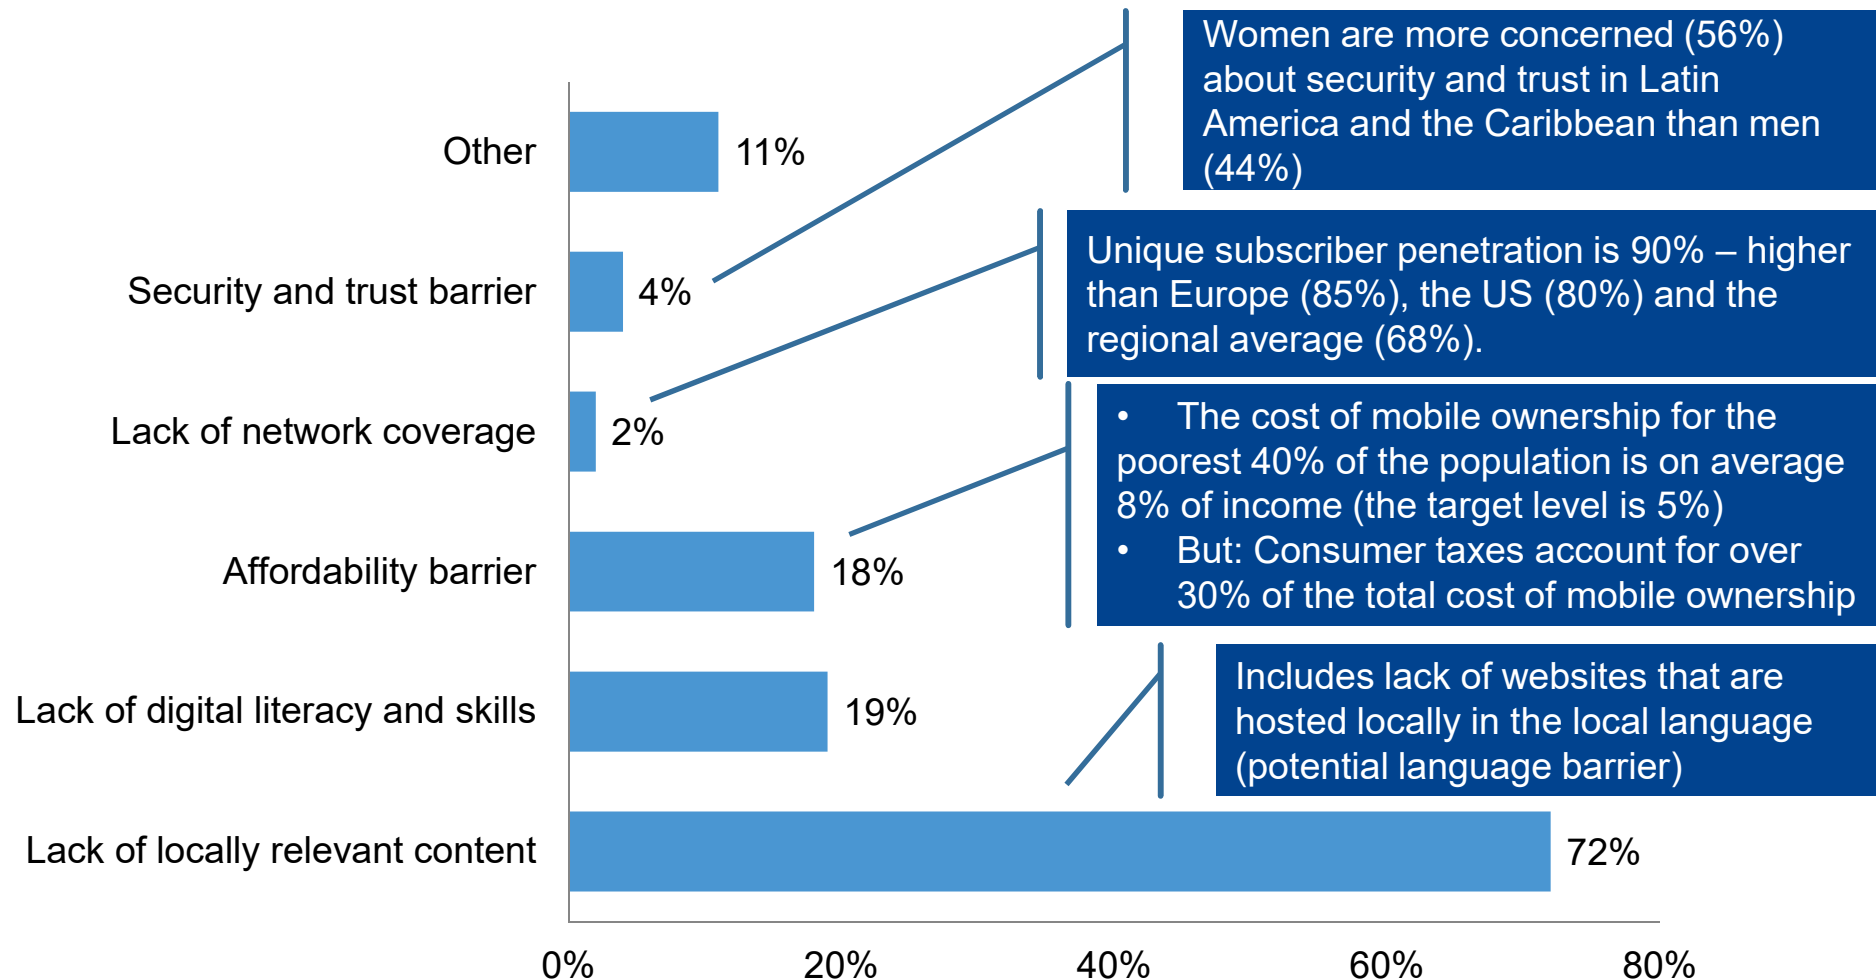 Women are more concerned (56%)
about security and trust in Latin
America and the Caribbean than men
(44%)
Other
11%
Unique subscriber penetration is 90% – higher
than Europe (85%), the US (80%) and the
regional average (68%).
Security and trust barrier
4%
Lack of network coverage
2%
• The cost of mobile ownership for the
poorest 40% of the population is on average
8% of income (the target level is 5%)
• But: Consumer taxes account for over
30% of the total cost of mobile ownership
Affordability barrier
18%
Lack of digital literacy and skills
19%
Includes lack of websites that are
hosted locally in the local language
(potential language barrier)
Lack of locally relevant content
72%
0%
20%
40%
60%
80%